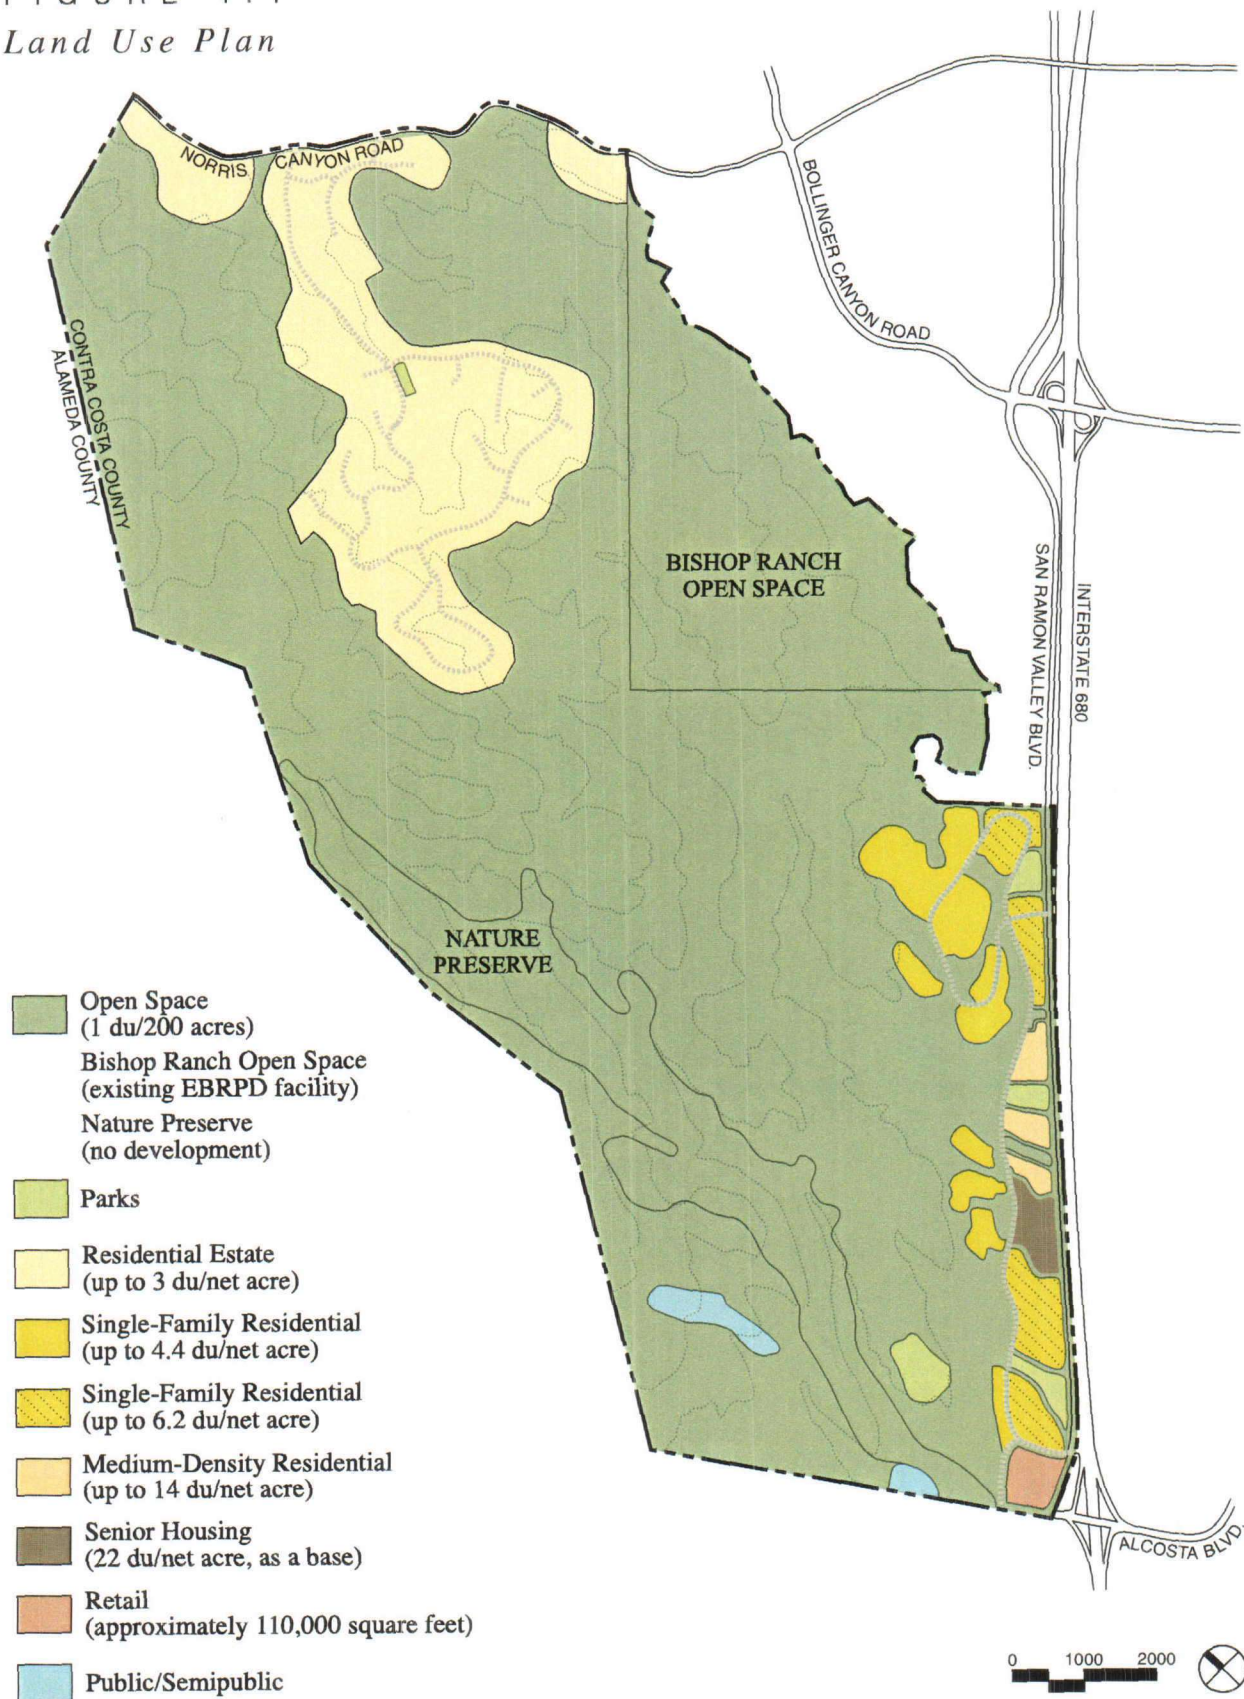 Land Use Plan
NORRIS CANYON ROAD
BOLLINGER CANYON ROAD
CONTRA COSTA COUNTY
ALAMEDA COUNTY
BISHOP RANCH
OPEN SPACE
SAN RAMON VALLEY BLVD.
INTERSTATE 680
NATURE
PRESERVE
Open Space
(1 du/200 acres)
Bishop Ranch Open Space
(existing EBRPD facility)
Nature Preserve
(no development)
Parks
Residential Estate
(up to 3 du/net acre)
Single-Family Residential
(up to 4.4 du/net acre)
Single-Family Residential
(up to 6.2 du/net acre)
Medium-Density Residential
(up to 14 du/net acre)
Senior Housing
(22 du/net acre, as a base)
Retail
(approximately 110,000 square feet)
Public/Semipublic
ALCOSTA BLVD.
0 1000 2000